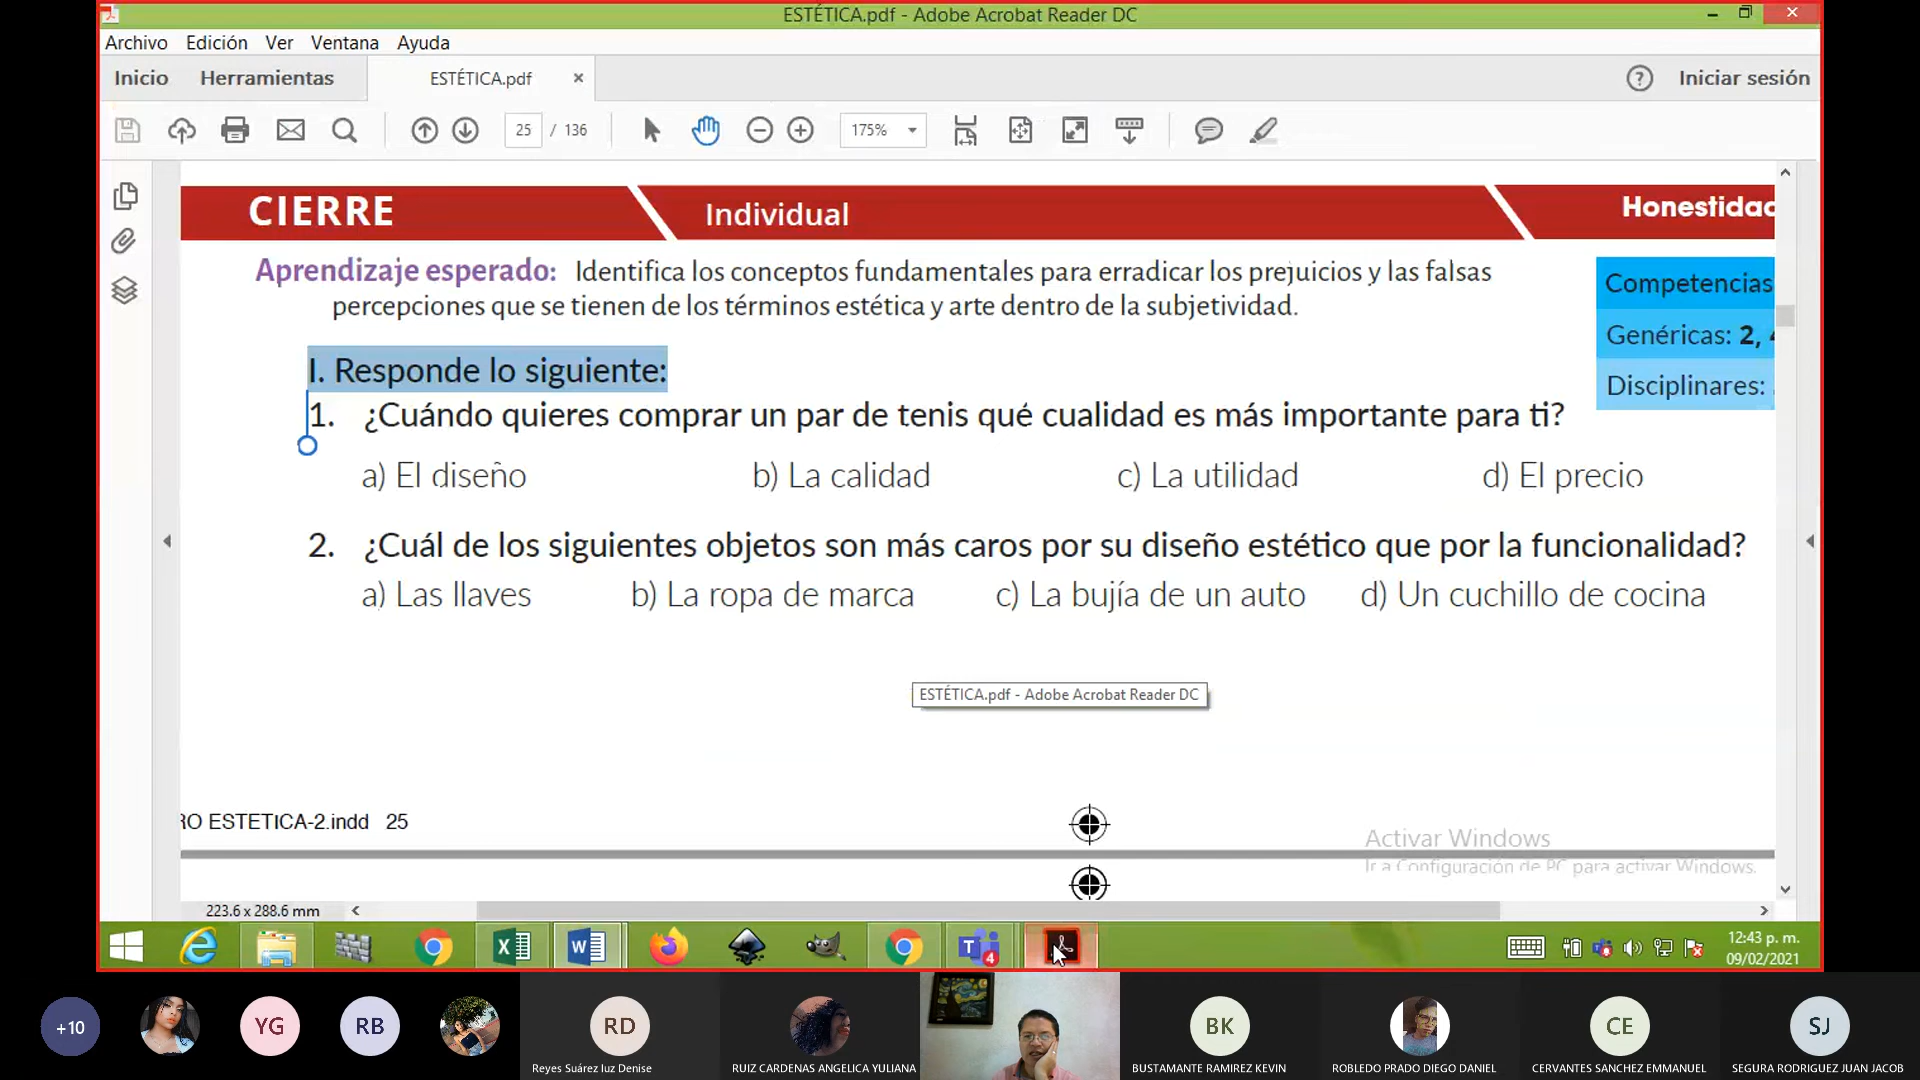 ESTÉTICA.pdf - Adobe Acrobat Reader DC
Archivo Edición Ver Ventana Ayuda
Inicio Herramientas ESTÉTICA.pdf Iniciar sesión
25 / 136 175%
CIERRE Individual Honestidad
Aprendizaje esperado: Identifica los conceptos fundamentales para erradicar los prejuicios y las falsas
percepciones que se tienen de los términos estética y arte dentro de la subjetividad.
Competencias
Genéricas: 2, 4
Disciplinares:
I. Responde lo siguiente:
1. ¿Cuándo quieres comprar un par de tenis qué cualidad es más importante para ti?
a) El diseño b) La calidad c) La utilidad d) El precio
2. ¿Cuál de los siguientes objetos son más caros por su diseño estético que por la funcionalidad?
a) Las llaves b) La ropa de marca c) La bujía de un auto d) Un cuchillo de cocina
ESTÉTICA.pdf - Adobe Acrobat Reader DC
RO ESTETICA-2.indd 25
Activar Windows
Ir a Configuración de PC para activar Windows.
223.6 x 288.6 mm
4
12:43 p. m.
09/02/2021
+10 YG RB RD BK CE SJ
Reyes Suárez luz Denise RUIZ CARDENAS ANGELICA YULIANA BUSTAMANTE RAMIREZ KEVIN ROBLEDO PRADO DIEGO DANIEL CERVANTES SANCHEZ EMMANUEL SEGURA RODRIGUEZ JUAN JACOB